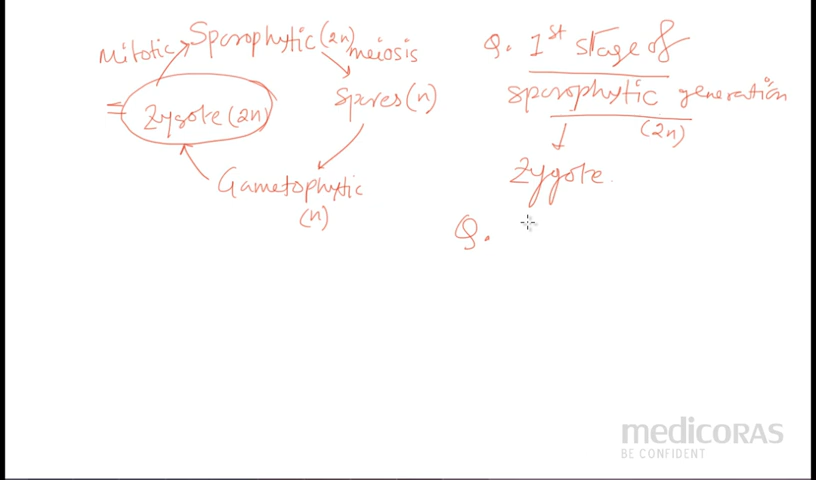 Mitotic Sporophytic (2n) meiosis
Spores (n)
= Zygote (2n)
Gametophytic
(n)
Q. 1st stage of
sporophytic generation
(2n)
Zygote.
Q.
medicORAS
BE CONFIDENT